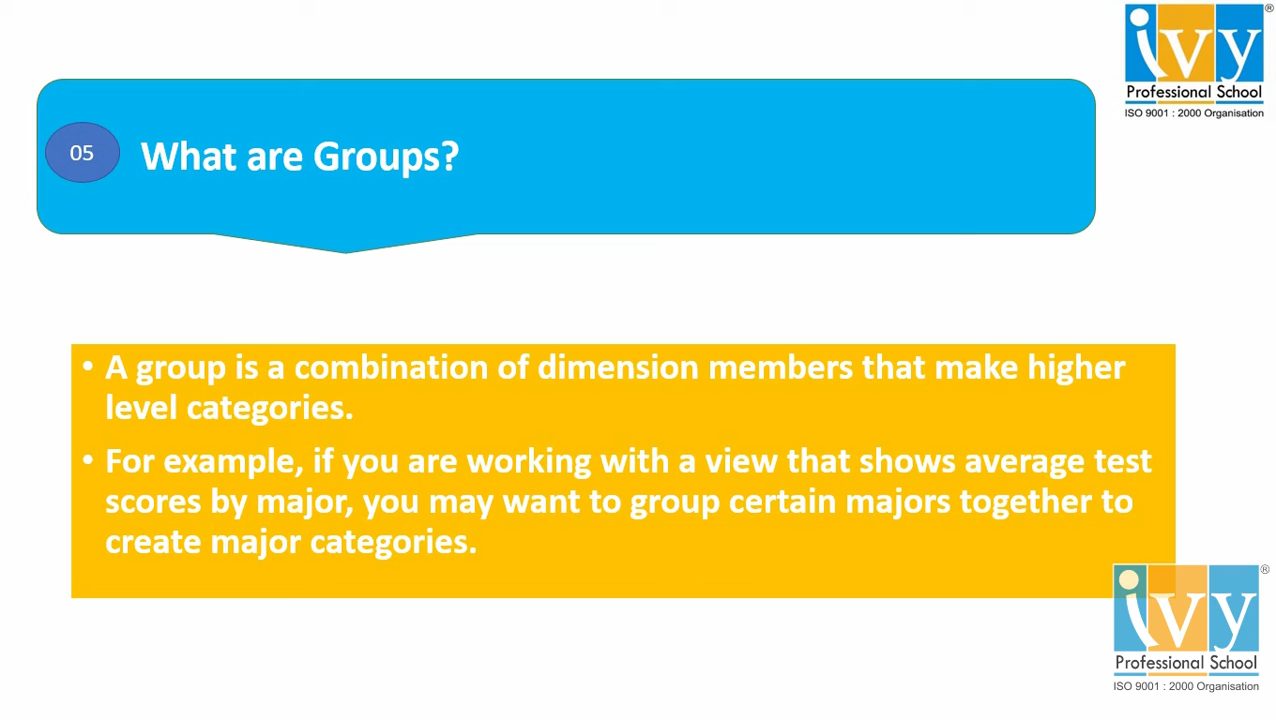 ivy
®
Professional School
ISO 9001 : 2000 Organisation
05
What are Groups?
• A group is a combination of dimension members that make higher
level categories.
• For example, if you are working with a view that shows average test
scores by major, you may want to group certain majors together to
create major categories.
ivy
®
Professional School
ISO 9001 : 2000 Organisation